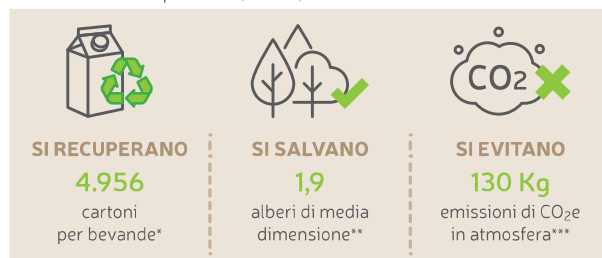 CO2
SI RECUPERANO
4.956
cartoni
per bevande*
SI SALVANO
1,9
alberi di media
dimensione**
SI EVITANO
130 Kg
emissioni di CO2e
in atmosfera***